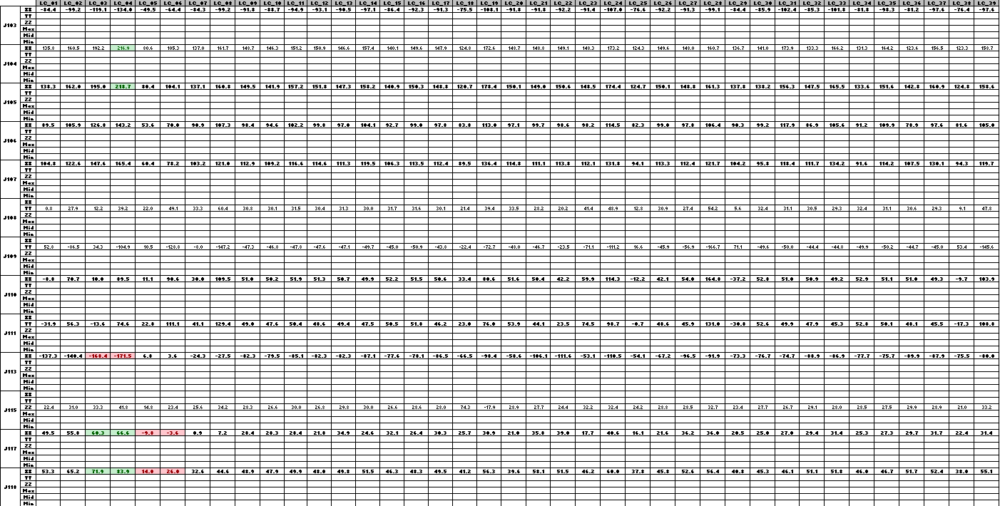 LC_01 LC_02 LC_03 LC_04 LC_05 LC_06 LC_07 LC_08 LC_09 LC_10 LC_11 LC_12 LC_13 LC_14 LC_15 LC_16 LC_17 LC_18 LC_19 LC_20 LC_21 LC_22 LC_23 LC_24 LC_25 LC_26 LC_27 LC_28 LC_29 LC_30 LC_31 LC_32 LC_33 LC_34 LC_35 LC_36 LC_37 LC_38 LC_39
J103
XX -84.4 -99.2 -119.1 -134.0 -49.5 -64.4 -84.3 -99.2 -91.8 -88.7 -94.9 -93.1 -90.5 -97.1 -86.4 -92.3 -91.3 -75.5 -108.1 -91.8 -91.8 -92.2 -91.4 -107.0 -76.6 -92.2 -91.3 -99.1 -84.4 -85.9 -102.4 -85.3 -101.8 -81.8 -98.3 -81.2 -97.6 -76.4 -97.6
YY
ZZ
Max
Mid
Min
J104
XX 135.8 160.5 192.2 216.9 80.6 105.3 137.0 161.7 148.7 146.3 151.2 150.9 146.6 157.4 140.1 149.6 147.9 124.8 172.6 148.7 148.8 149.1 148.3 173.2 124.3 149.6 148.0 160.7 136.7 141.0 173.9 133.3 166.2 131.3 164.2 123.6 156.5 123.3 158.7
YY
ZZ
Max
Mid
Min
J105
XX 138.3 162.0 195.0 218.7 80.4 104.1 137.1 160.8 149.5 141.9 157.2 151.8 147.3 158.2 140.9 150.3 148.8 120.7 178.4 150.1 149.0 150.6 148.5 174.4 124.7 150.1 148.8 161.3 137.8 138.2 156.3 147.5 165.5 133.6 151.6 142.8 160.9 124.8 158.6
YY
ZZ
Max
Mid
Min
J106
XX 89.5 105.9 126.8 143.2 53.6 70.0 90.9 107.3 98.4 94.6 102.2 99.8 97.0 104.1 92.7 99.0 97.8 83.8 113.0 97.1 99.7 98.6 98.2 114.5 82.3 99.0 97.8 106.4 90.3 99.2 117.9 86.9 105.6 91.2 109.9 78.9 97.6 81.6 105.0
YY
ZZ
Max
Mid
Min
J107
XX 104.8 122.6 147.6 165.4 60.4 78.2 103.2 121.0 112.9 109.2 116.6 114.6 111.3 119.5 106.3 113.5 112.4 89.5 136.4 114.8 111.1 113.8 112.1 131.8 94.1 113.3 112.4 121.7 104.2 95.8 118.4 111.7 134.2 91.6 114.2 107.5 130.1 94.3 119.7
YY
ZZ
Max
Mid
Min
J108
XX
YY 0.8 27.9 12.2 39.2 22.0 49.1 33.3 60.4 30.8 30.1 31.5 30.4 31.3 30.0 31.7 31.6 30.1 21.4 39.4 33.5 28.2 20.2 41.4 48.9 12.8 30.9 27.4 54.2 5.6 32.4 31.1 30.5 29.3 32.4 31.1 30.6 29.3 9.1 47.8
ZZ
Max
Mid
Min
J109
XX
YY 52.8 -86.5 34.3 -104.9 10.5 -128.8 -8.0 -147.2 -47.3 -46.8 -47.8 -47.6 -47.1 -49.7 -45.0 -50.9 -43.8 -22.4 -72.7 -48.0 -46.7 -23.5 -71.1 -111.2 16.6 -45.9 -56.9 -166.7 71.1 -49.6 -50.0 -44.4 -44.8 -49.9 -50.2 -44.7 -45.0 53.4 -145.6
ZZ
Max
Mid
Min
J110
XX -8.8 70.7 10.0 89.5 11.1 90.6 30.0 109.5 51.0 50.2 51.9 51.3 50.7 49.9 52.2 51.5 50.6 33.4 80.6 51.6 50.4 42.2 59.9 114.3 -12.2 42.1 54.0 164.8 -37.2 52.8 51.0 50.9 49.2 52.9 51.1 51.0 49.3 -9.7 103.9
YY
ZZ
Max
Mid
Min
J111
XX
YY -31.9 56.3 -13.6 74.6 22.8 111.1 41.1 129.4 49.0 47.6 50.4 48.6 49.4 47.5 50.5 51.8 46.2 23.0 76.0 53.9 44.1 23.5 74.5 98.7 -0.7 48.6 45.9 131.0 -30.8 52.6 49.9 47.9 45.3 52.8 50.1 48.1 45.5 -17.3 108.8
ZZ
Max
Mid
Min
J113
XX -137.3 -140.4 -168.4 -171.5 6.8 3.6 -24.3 -27.5 -82.3 -79.5 -85.1 -82.3 -82.3 -87.1 -77.6 -78.1 -86.5 -66.5 -98.4 -58.6 -106.1 -111.6 -53.1 -110.5 -54.1 -67.2 -96.5 -91.9 -73.3 -76.7 -74.7 -88.9 -86.9 -77.7 -75.7 -89.9 -87.9 -75.5 -80.0
YY
ZZ
Max
Mid
Min
J115
XX
YY
ZZ 22.4 31.0 33.3 41.8 14.8 23.4 25.6 34.2 28.3 26.6 30.0 26.8 29.8 30.0 26.6 28.6 28.0 74.3 -17.9 28.9 27.7 24.4 32.2 32.4 24.2 28.8 28.5 32.7 23.4 27.7 26.7 29.1 28.0 28.5 27.5 29.9 28.9 21.0 33.2
Max
Mid
Min
J117
XX 49.5 55.8 60.3 66.6 -9.8 -3.6 0.9 7.2 28.4 28.3 28.4 21.8 34.9 24.6 32.1 26.4 30.3 25.7 30.9 21.0 35.8 39.0 17.7 40.6 16.1 21.6 36.2 36.0 20.5 25.0 27.0 29.4 31.4 25.3 27.3 29.7 31.7 22.4 31.4
YY
ZZ
Max
Mid
Min
J118
XX 53.3 65.2 71.9 83.9 14.0 26.0 32.6 44.6 48.9 47.9 49.9 48.0 49.8 51.5 46.3 48.3 49.5 41.2 56.3 39.6 58.1 51.5 46.2 60.0 37.8 45.8 52.6 56.4 40.8 45.3 46.1 51.1 51.8 46.0 46.7 51.7 52.4 38.0 55.1
YY
ZZ
Max
Mid
Min